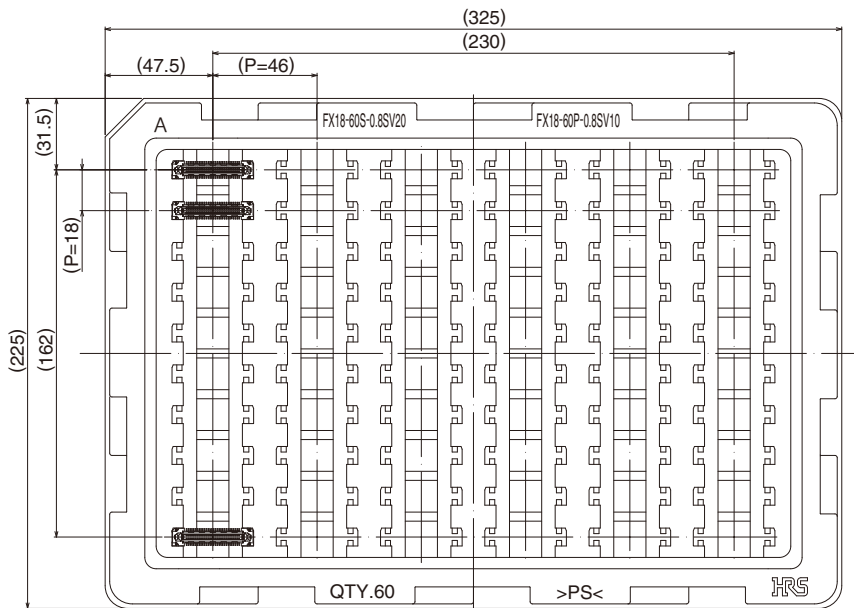 (325)
(230)
(47.5)
(P=46)
(31.5)
A
FX18-60S-0.8SV20
FX18-60P-0.8SV10
(P=18)
(225)
(162)
QTY.60
>PS<
HRS